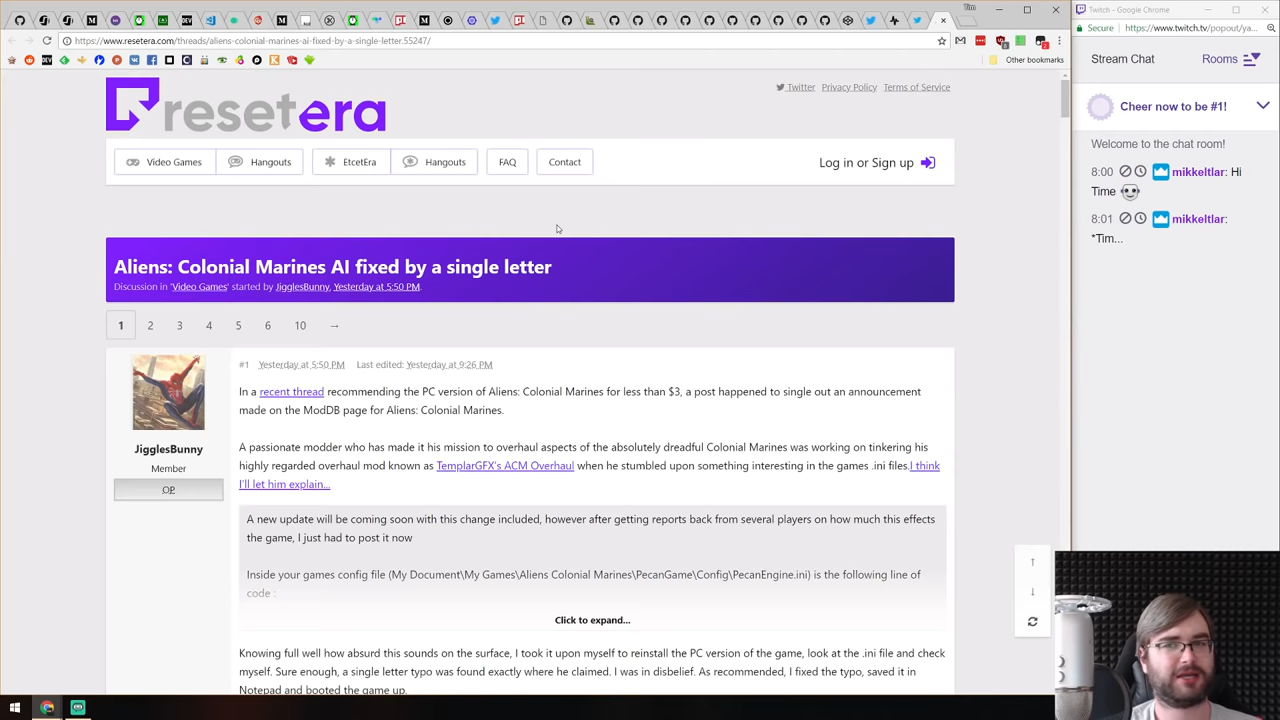 Tim
Twitch - Google Chrome
https://www.resetera.com/threads/aliens-colonial-marines-ai-fixed-by-a-single-letter.55247/
Secure
https://www.twitch.tv/popout/ya...
Other bookmarks
resetera
Twitter
Privacy Policy
Terms of Service
Video Games
Hangouts
EtcetEra
Hangouts
FAQ
Contact
Log in or Sign up
Aliens: Colonial Marines AI fixed by a single letter
Discussion in 'Video Games' started by JigglesBunny, Yesterday at 5:50 PM.
1 2 3 4 5 6 10 →
#1 Yesterday at 5:50 PM Last edited: Yesterday at 9:26 PM
JigglesBunny
Member
OP
In a recent thread recommending the PC version of Aliens: Colonial Marines for less than $3, a post happened to single out an announcement
made on the ModDB page for Aliens: Colonial Marines.
A passionate modder who has made it his mission to overhaul aspects of the absolutely dreadful Colonial Marines was working on tinkering his
highly regarded overhaul mod known as TemplarGFX's ACM Overhaul when he stumbled upon something interesting in the games .ini files.I think
I'll let him explain...
A new update will be coming soon with this change included, however after getting reports back from several players on how much this effects
the game, I just had to post it now
Inside your games config file (My Document\My Games\Aliens Colonial Marines\PecanGame\Config\PecanEngine.ini) is the following line of
code :
Click to expand...
Knowing full well how absurd this sounds on the surface, I took it upon myself to reinstall the PC version of the game, look at the .ini file and check
myself. Sure enough, a single letter typo was found exactly where he claimed. I was in disbelief. As recommended, I fixed the typo, saved it in
Notepad and booted the game up.
Stream Chat
Rooms
Cheer now to be #1!
Welcome to the chat room!
8:00 mikkeltlar: Hi
Time
8:01 mikkeltlar:
*Tim...